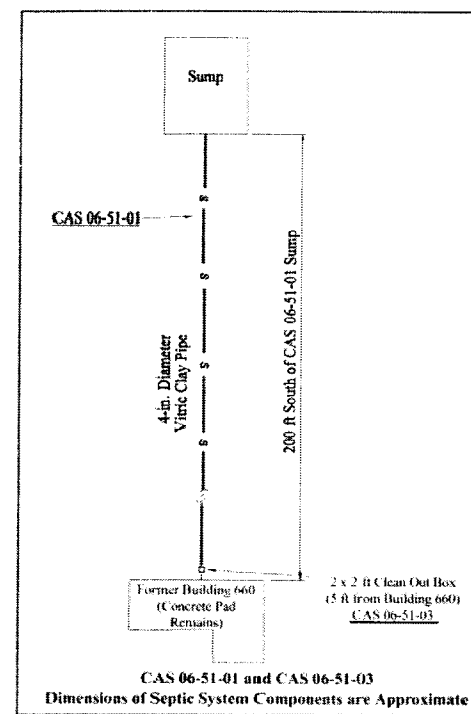 Sump
S
CAS 06-51-01
S
S
S
4-in. Diameter
Vitric Clay Pipe
200 ft South of CAS 06-51-01 Sump
Former Building 660
(Concrete Pad
Remains)
2 x 2 ft Clean Out Box
(5 ft from Building 660)
CAS 06-51-03
CAS 06-51-01 and CAS 06-51-03
Dimensions of Septic System Components are Approximate